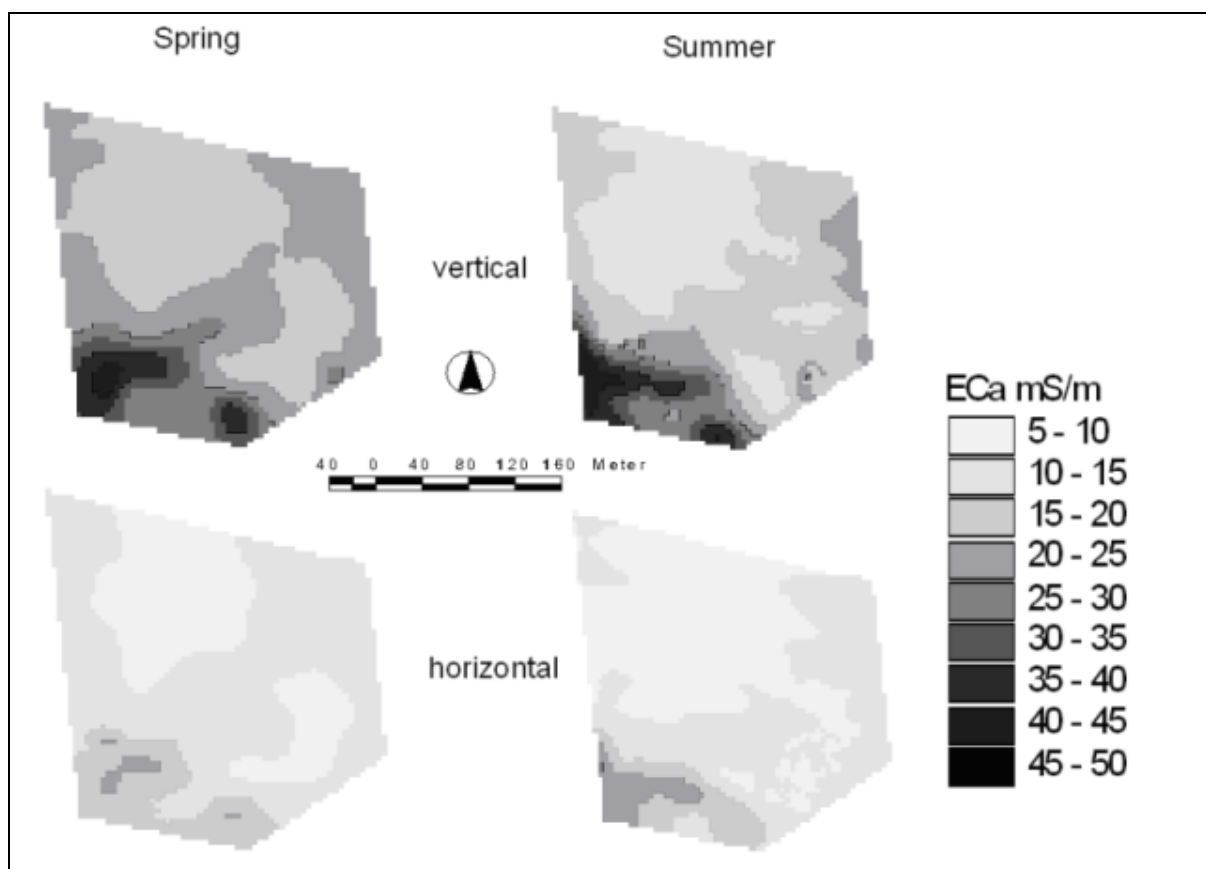 Spring
Summer
vertical
40 0 40 80 120 160 Meter
horizontal
ECa mS/m
5 - 10
10 - 15
15 - 20
20 - 25
25 - 30
30 - 35
35 - 40
40 - 45
45 - 50